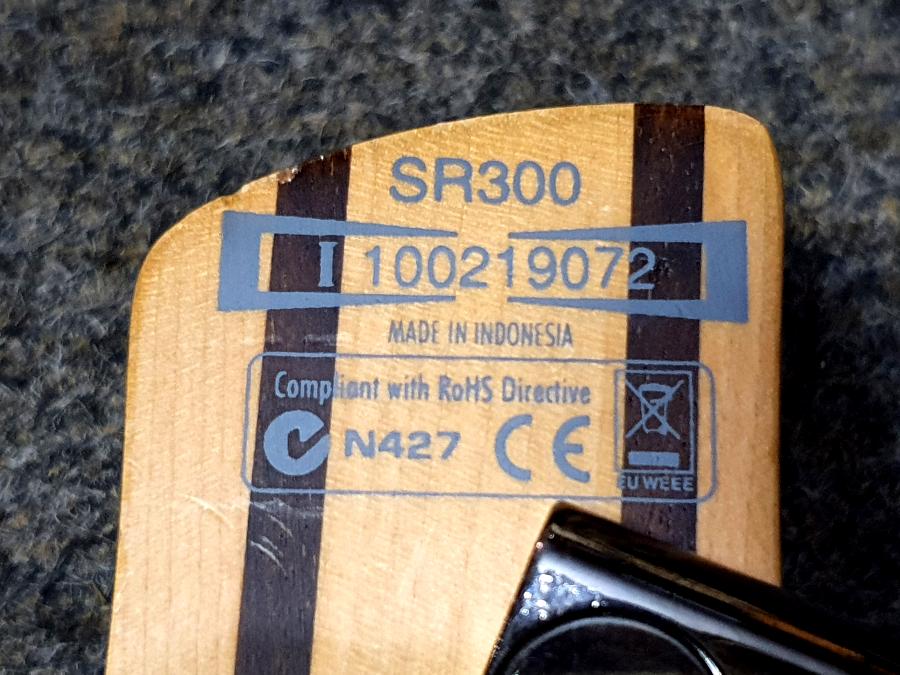 SR300
I 100219072
MADE IN INDONESIA
Compliant with RoHS Directive
N427 CE
EU WEEE